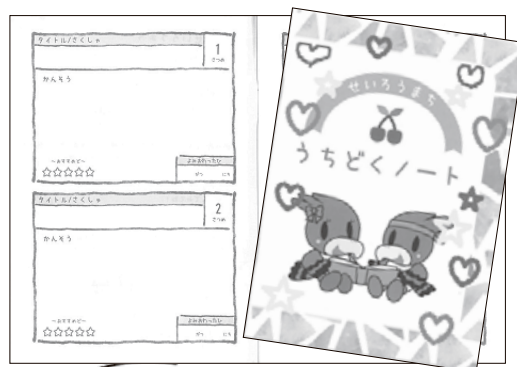 タイトル/さくしゃ
1
さつめ
かんそう
～おすすめど～
よみおわったひ
がつ にち
タイトル/さくしゃ
2
さつめ
かんそう
～おすすめど～
よみおわったひ
がつ にち
せいろうまち
うちどくノート